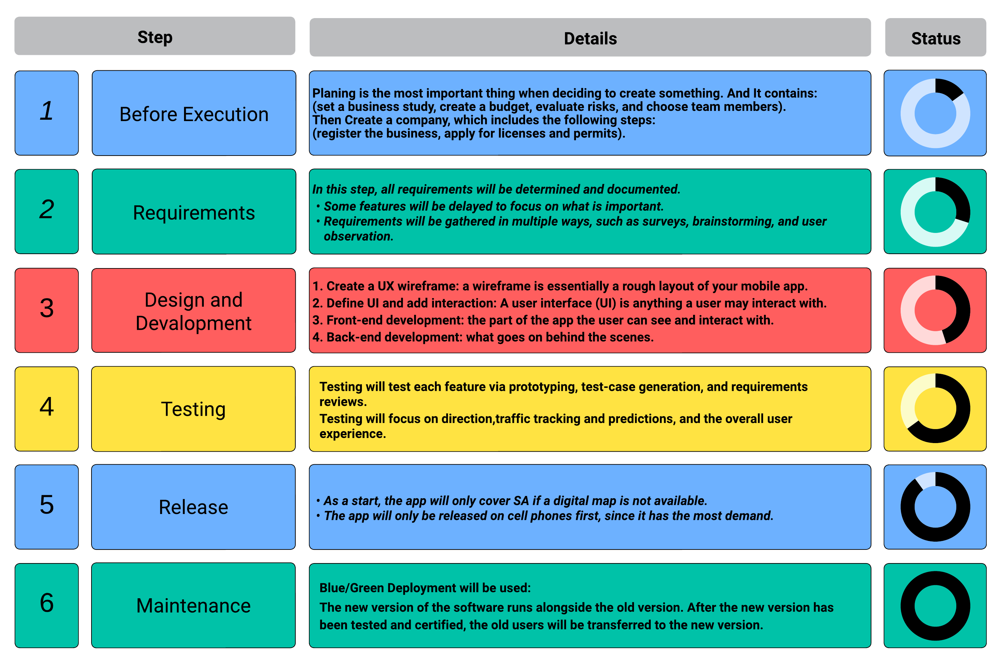 Step
Details
Status
1
Before Execution
Planing is the most important thing when deciding to create something. And It contains:
(set a business study, create a budget, evaluate risks, and choose team members).
Then Create a company, which includes the following steps:
(register the business, apply for licenses and permits).
2
Requirements
In this step, all requirements will be determined and documented.
• Some features will be delayed to focus on what is important.
• Requirements will be gathered in multiple ways, such as surveys, brainstorming, and user
observation.
3
Design and
Devalopment
1. Create a UX wireframe: a wireframe is essentially a rough layout of your mobile app.
2. Define UI and add interaction: A user interface (UI) is anything a user may interact with.
3. Front-end development: the part of the app the user can see and interact with.
4. Back-end development: what goes on behind the scenes.
4
Testing
Testing will test each feature via prototyping, test-case generation, and requirements
reviews.
Testing will focus on direction,traffic tracking and predictions, and the overall user
experience.
5
Release
• As a start, the app will only cover SA if a digital map is not available.
• The app will only be released on cell phones first, since it has the most demand.
6
Maintenance
Blue/Green Deployment will be used:
The new version of the software runs alongside the old version. After the new version has
been tested and certified, the old users will be transferred to the new version.